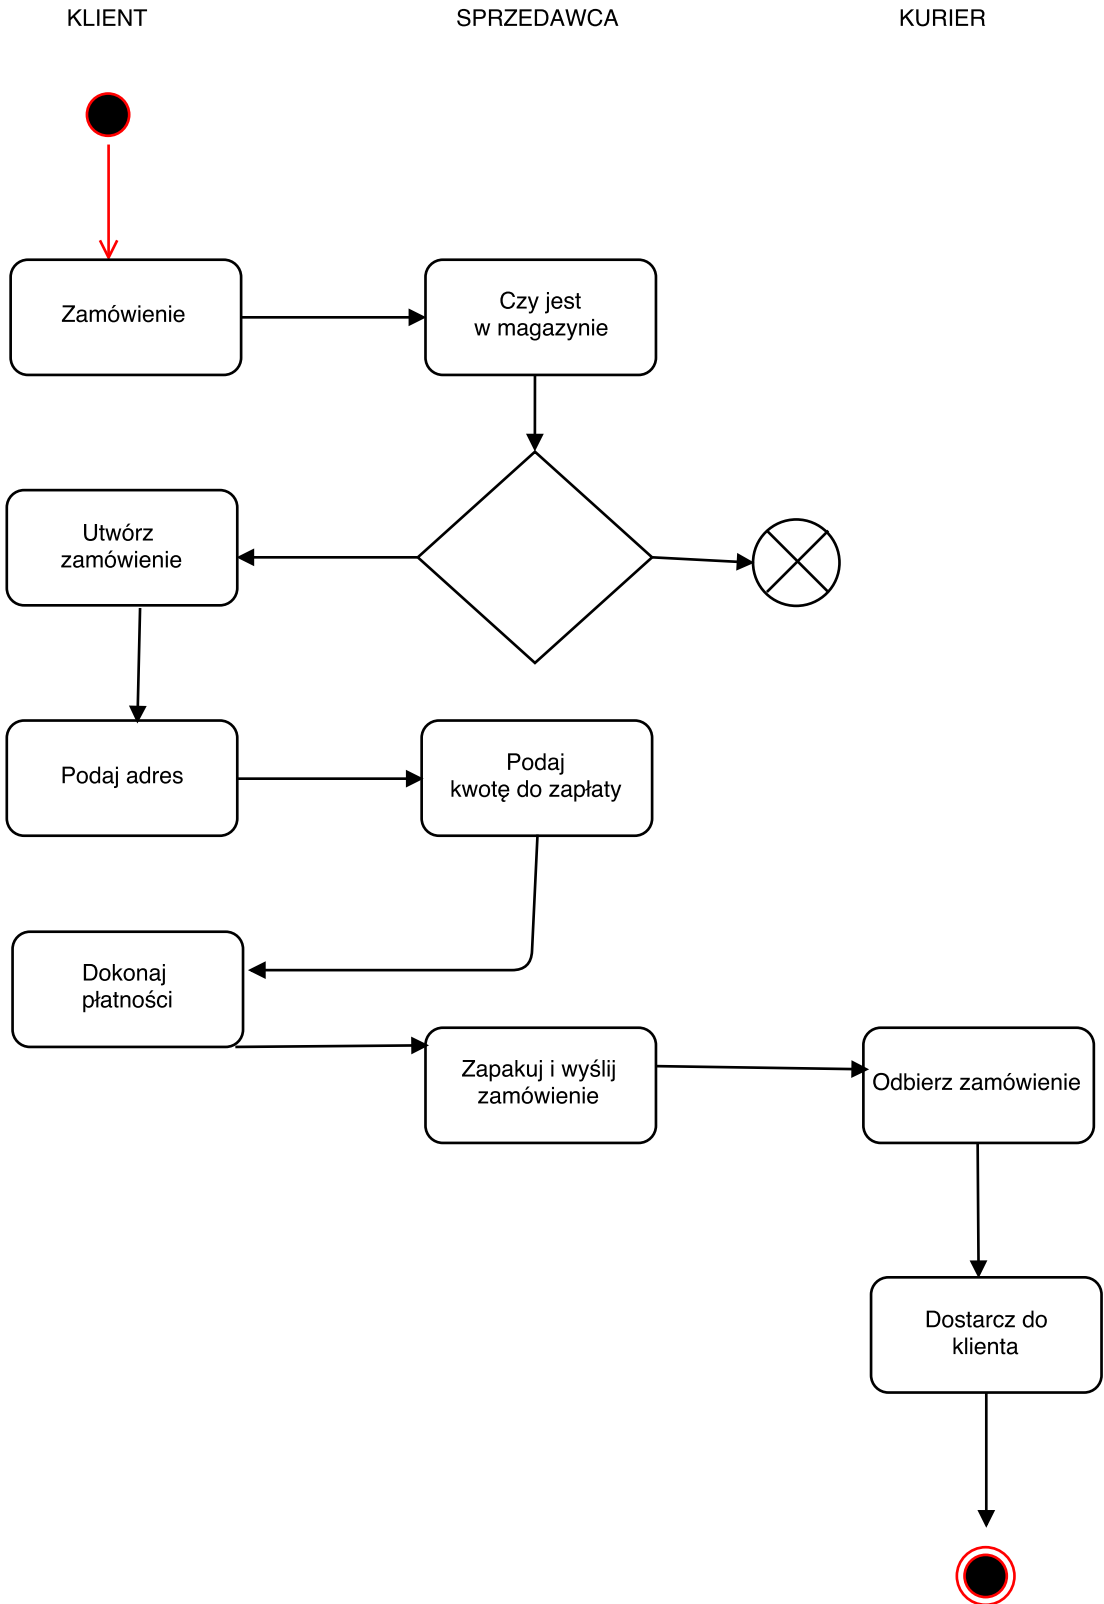 KLIENT
SPRZEDAWCA
KURIER
Zamówienie
Czy jest
w magazynie
Utwórz
zamówienie
Podaj adres
Podaj
kwotę do zapłaty
Dokonaj
płatności
Zapakuj i wyślij
zamówienie
Odbierz zamówienie
Dostarcz do
klienta